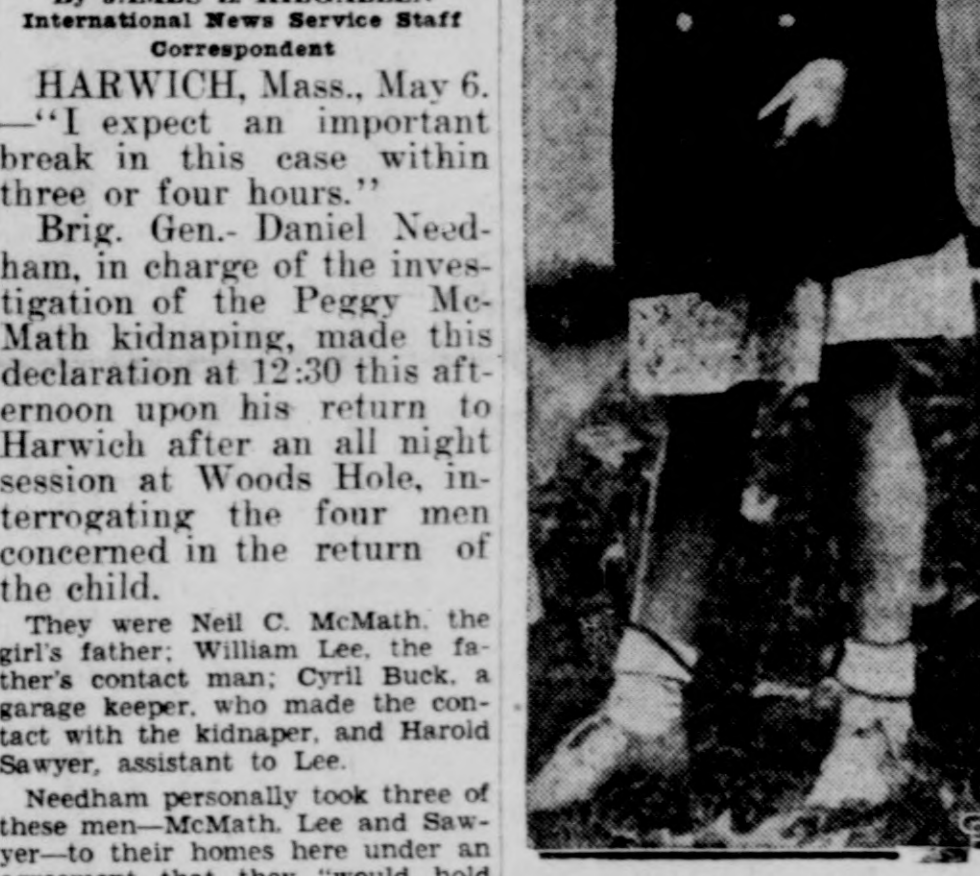 International News Service Staff
Correspondent
HARWICH, Mass., May 6.
—“I expect an important
break in this case within
three or four hours.”
Brig. Gen.- Daniel Need-
ham, in charge of the inves-
tigation of the Peggy Mc-
Math kidnaping, made this
declaration at 12:30 this aft-
ernoon upon his return to
Harwich after an all night
session at Woods Hole, in-
terrogating the four men
concerned in the return of
the child.
They were Neil C. McMath, the
girl's father; William Lee, the fa-
ther's contact man; Cyril Buck, a
garage keeper, who made the con-
tact with the kidnaper, and Harold
Sawyer, assistant to Lee.
Needham personally took three of
these men—McMath, Lee and Saw-
yer—to their homes here under an